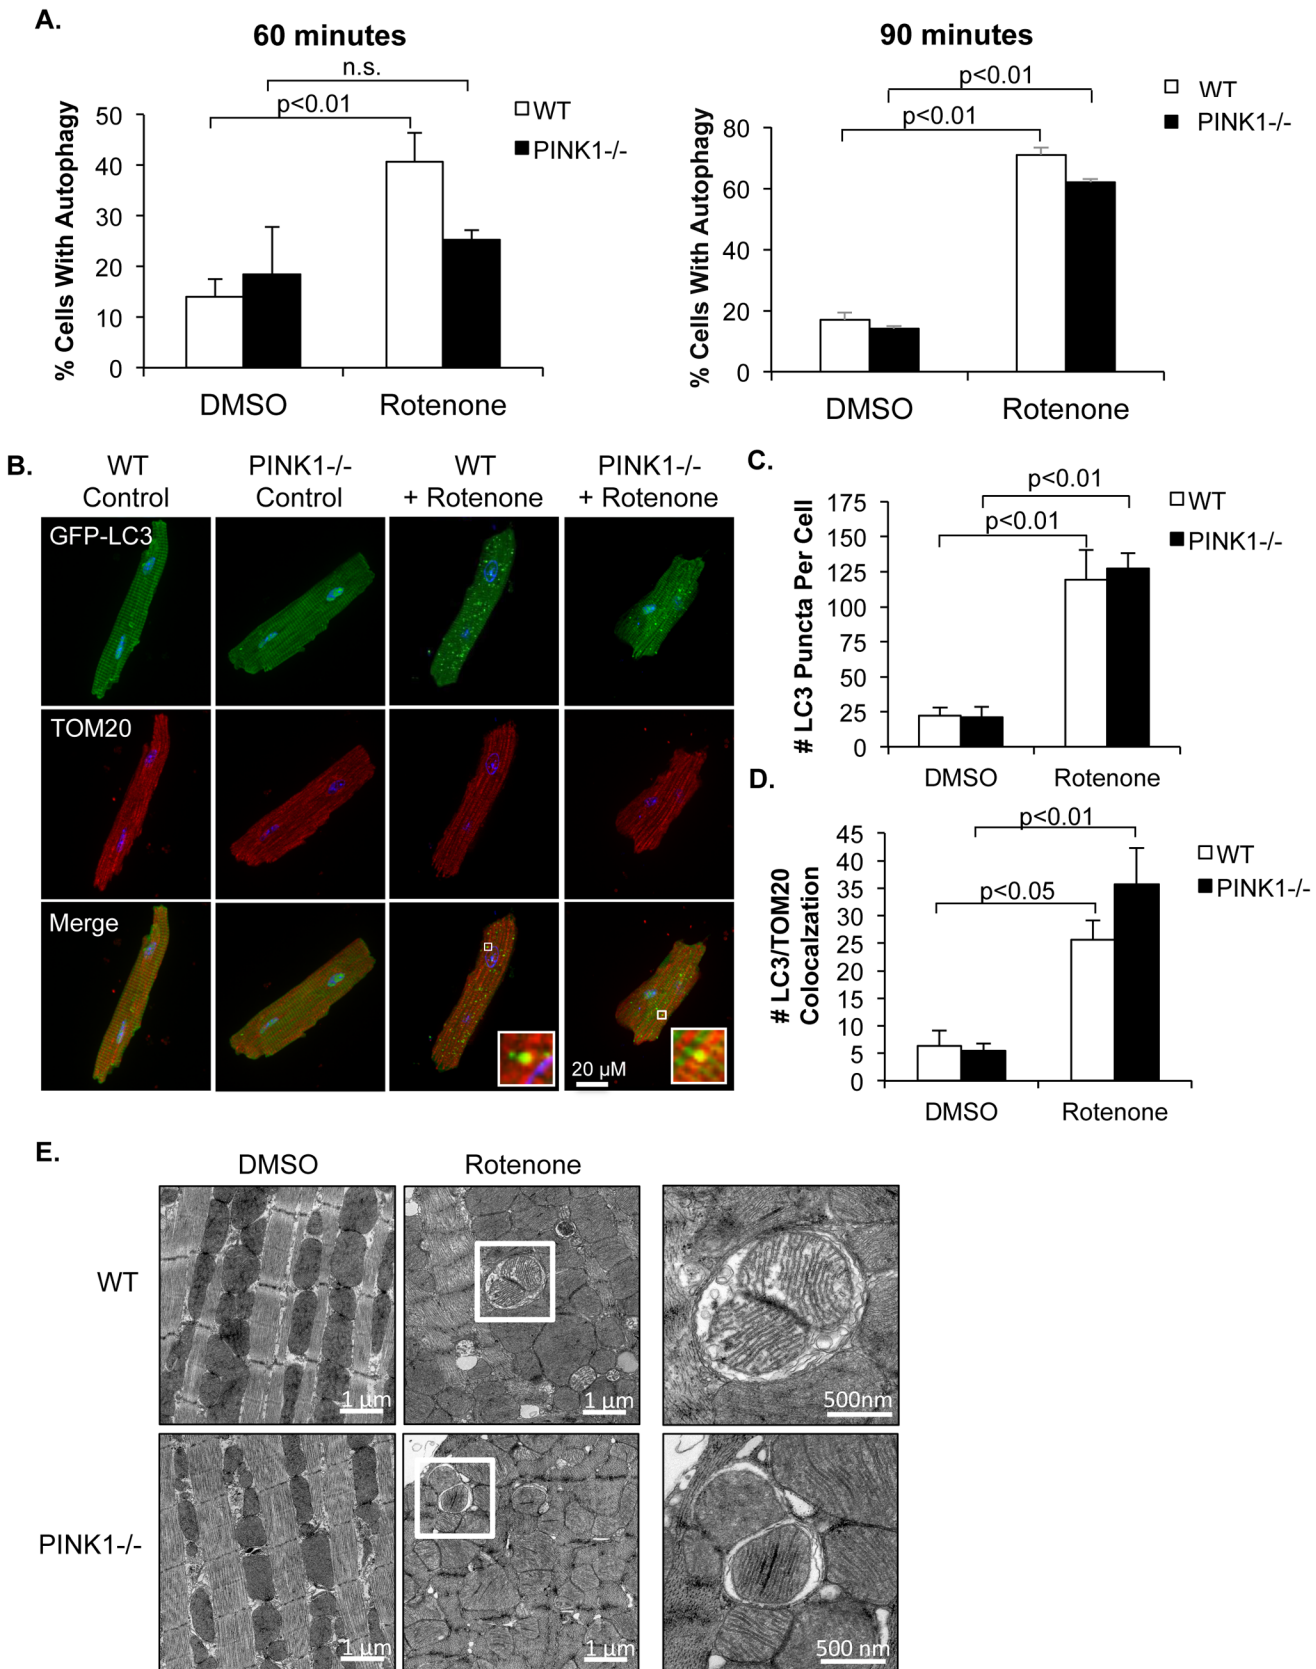 A.
60 minutes
n.s.
p<0.01
WT
PINK1-/-
% Cells With Autophagy
50
40
30
20
10
0
DMSO
Rotenone
90 minutes
p<0.01
p<0.01
WT
PINK1-/-
% Cells With Autophagy
80
60
40
20
0
DMSO
Rotenone
B.
WT
Control
PINK1-/-
Control
WT
+ Rotenone
PINK1-/-
+ Rotenone
GFP-LC3
TOM20
Merge
20 µM
C.
p<0.01
p<0.01
WT
PINK1-/-
# LC3 Puncta Per Cell
175
150
125
100
75
50
25
0
DMSO
Rotenone
D.
p<0.01
p<0.05
WT
PINK1-/-
# LC3/TOM20
Colocalzation
45
40
35
30
25
20
15
10
5
0
DMSO
Rotenone
E.
DMSO
Rotenone
WT
1 µm
1 µm
500nm
PINK1-/-
1 µm
1 µm
500 nm